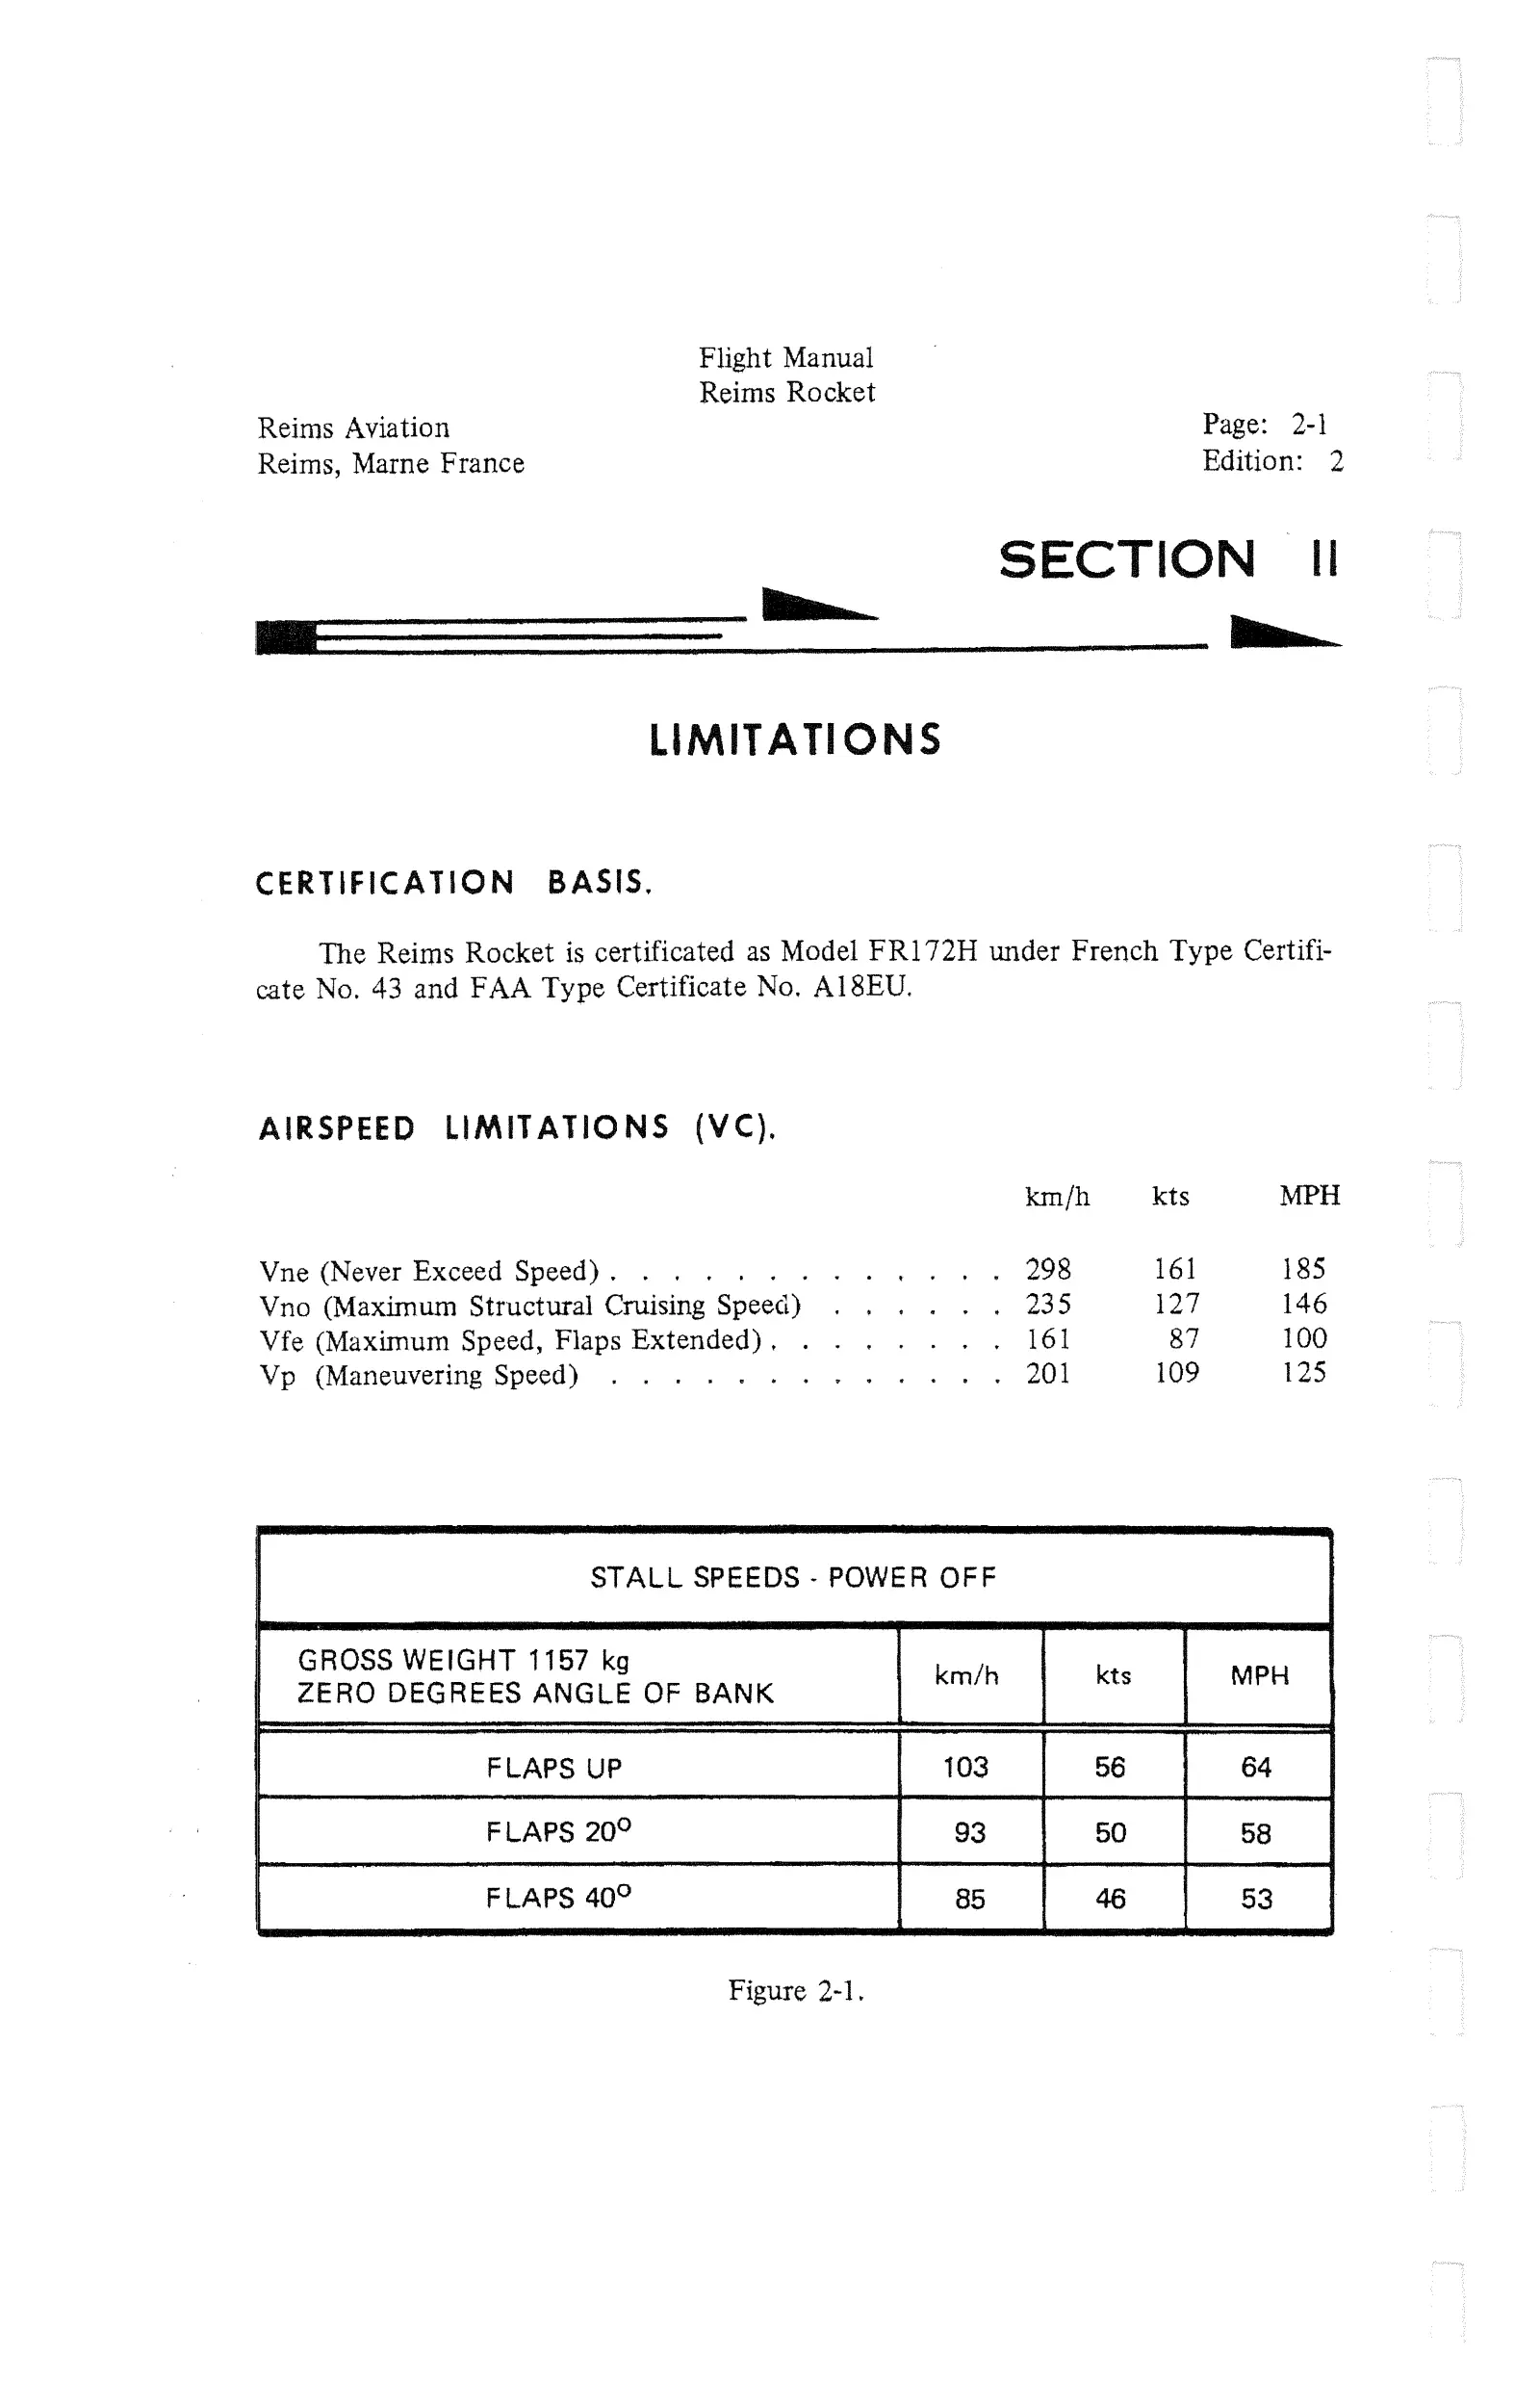 Flight Manual
Reims Rocket
Reims Aviation
Reims, Marne France
Page: 2-1
Edition: 2
SECTION II
LIMITATIONS
CERTIFICATION BASIS.
The Reims Rocket is certificated as Model FR172H under French Type Certifi-
cate No. 43 and FAA Type Certificate No. A18EU.
AIRSPEED LIMITATIONS (VC).
km/h kts MPH
Vne (Never Exceed Speed) . . . . . . . . . . . . . 298 161 185
Vno (Maximum Structural Cruising Speed) . . . . . . 235 127 146
Vfe (Maximum Speed, Flaps Extended) . . . . . . . . 161 87 100
Vp (Maneuvering Speed) . . . . . . . . . . . . . 201 109 125
STALL SPEEDS - POWER OFF
GROSS WEIGHT 1157 kg
ZERO DEGREES ANGLE OF BANK
km/h kts MPH
FLAPS UP 103 56 64
FLAPS 20° 93 50 58
FLAPS 40° 85 46 53
Figure 2-1.